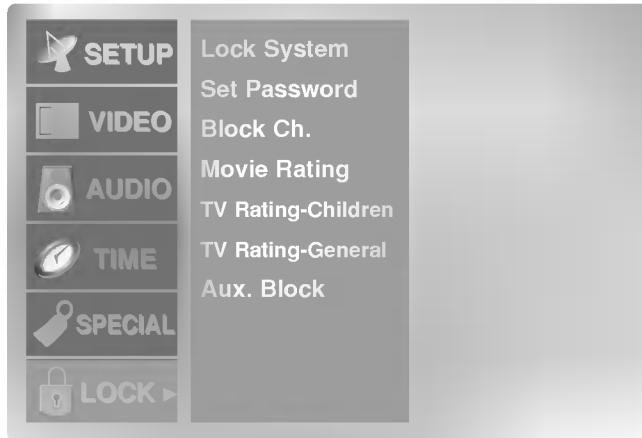 SETUP
VIDEO
AUDIO
TIME
SPECIAL
LOCK ►
Lock System
Set Password
Block Ch.
Movie Rating
TV Rating-Children
TV Rating-General
Aux. Block